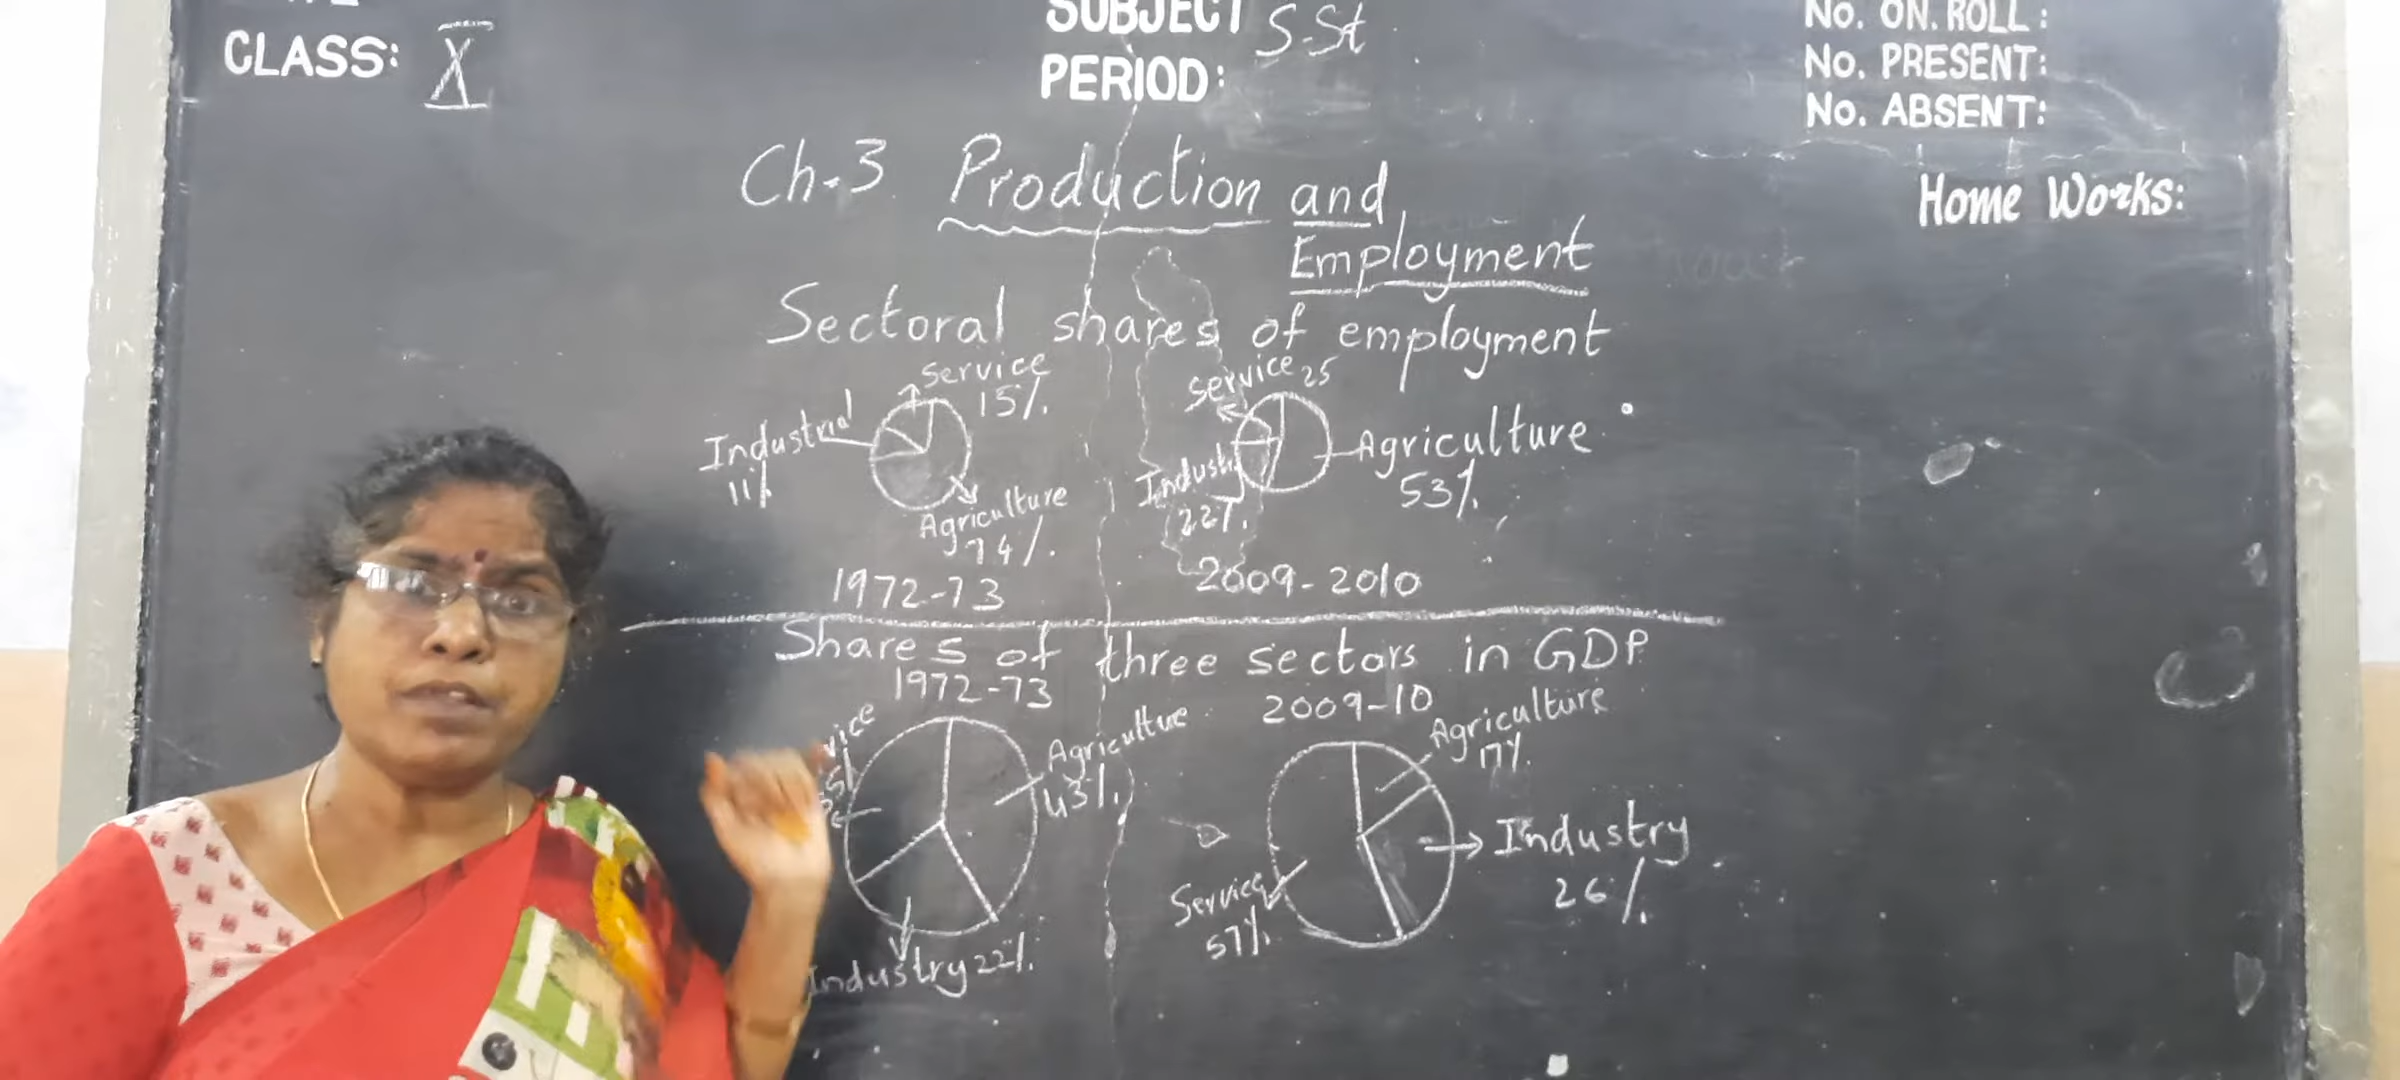 CLASS: X
SUBJECT S-St
PERIOD:
No. ON. ROLL:
No. PRESENT:
No. ABSENT:
Home Works:
Ch-3 Production and
Employment
Sectoral shares of employment
Service
15%
Industrial
11%
Agriculture
74%
1972-73
Service 25
Industry
22%
Agriculture
53%
2009-2010
Shares of three sectors in GDP
1972-73
Agriculture
43%
Industry 22%
2009-10
Agriculture
17%
Industry
26%
Service
57%